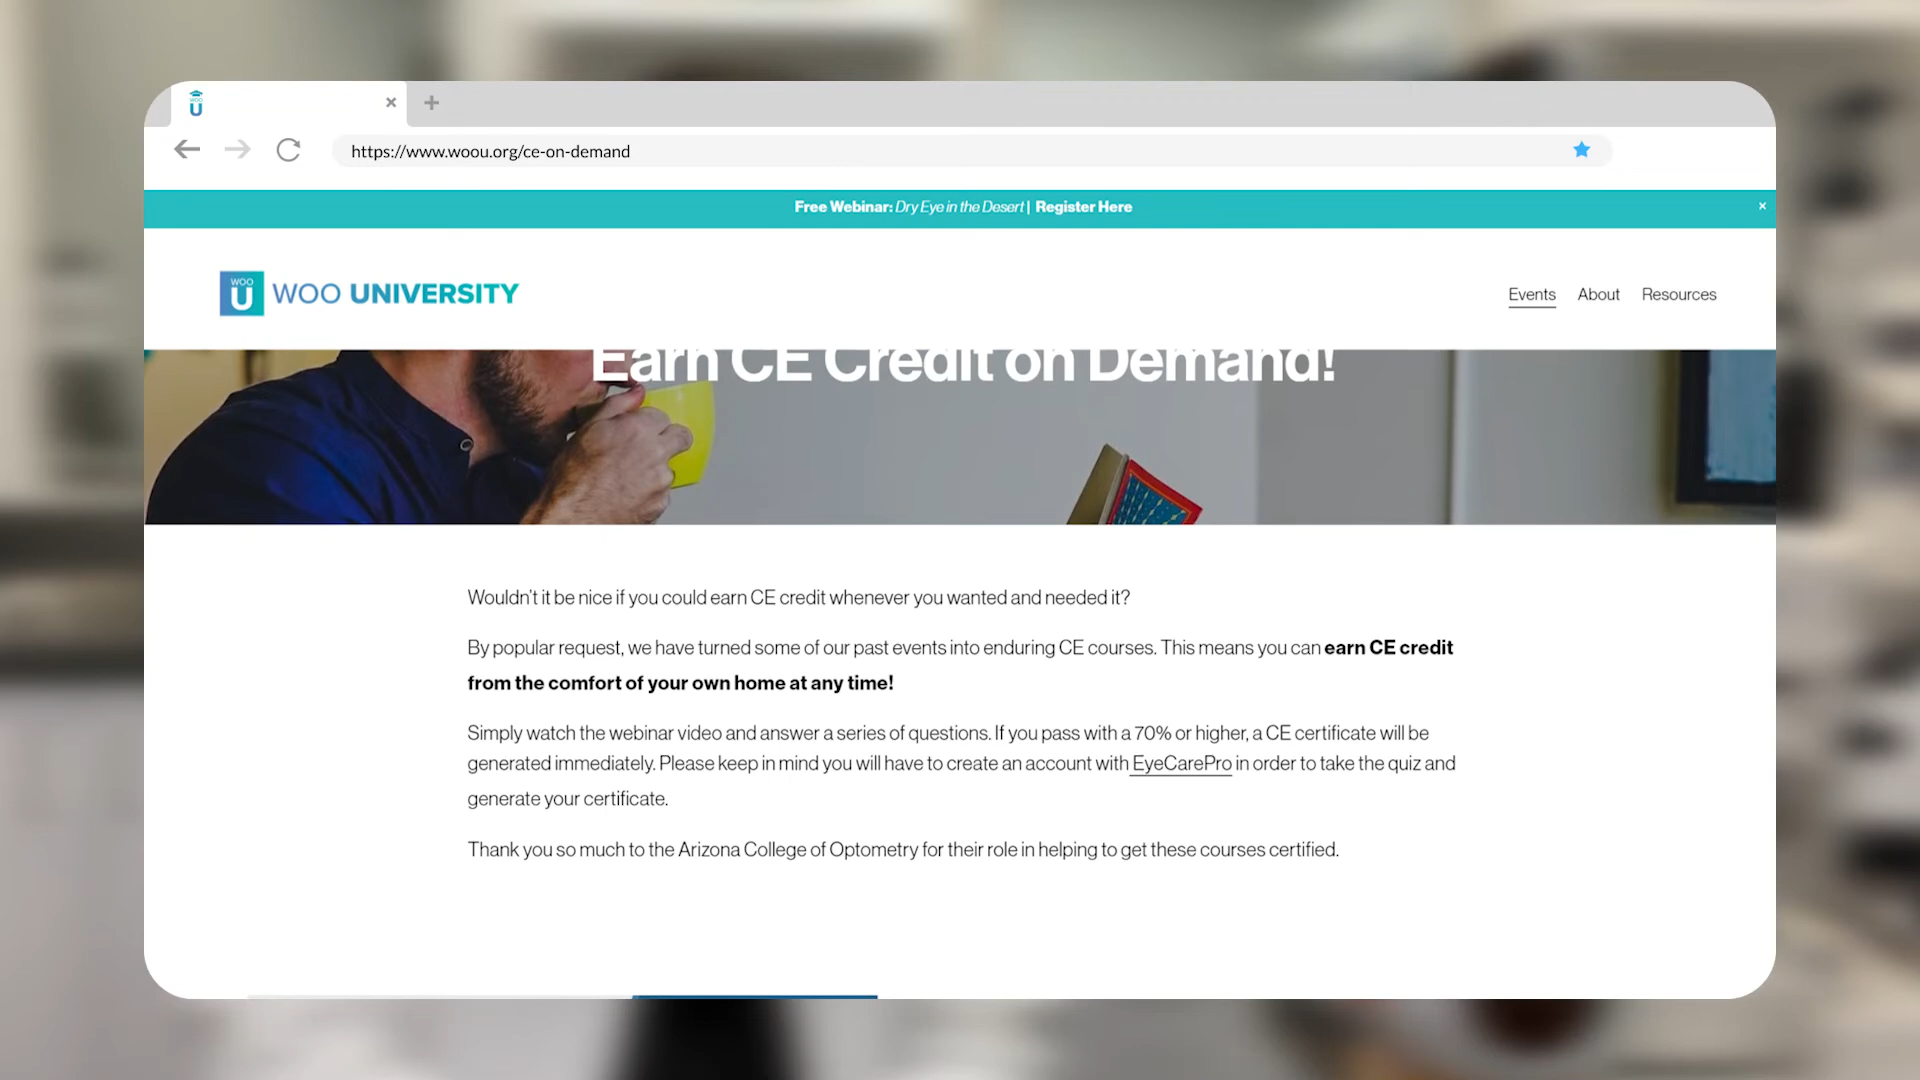 WOO
U
https://www.woou.org/ce-on-demand
Free Webinar: Dry Eye in the Desert | Register Here
WOO
U
WOO UNIVERSITY
Events About Resources
Earn CE Credit on Demand!
Wouldn't it be nice if you could earn CE credit whenever you wanted and needed it?
By popular request, we have turned some of our past events into enduring CE courses. This means you can earn CE credit
from the comfort of your own home at any time!
Simply watch the webinar video and answer a series of questions. If you pass with a 70% or higher, a CE certificate will be
generated immediately. Please keep in mind you will have to create an account with EyeCarePro in order to take the quiz and
generate your certificate.
Thank you so much to the Arizona College of Optometry for their role in helping to get these courses certified.